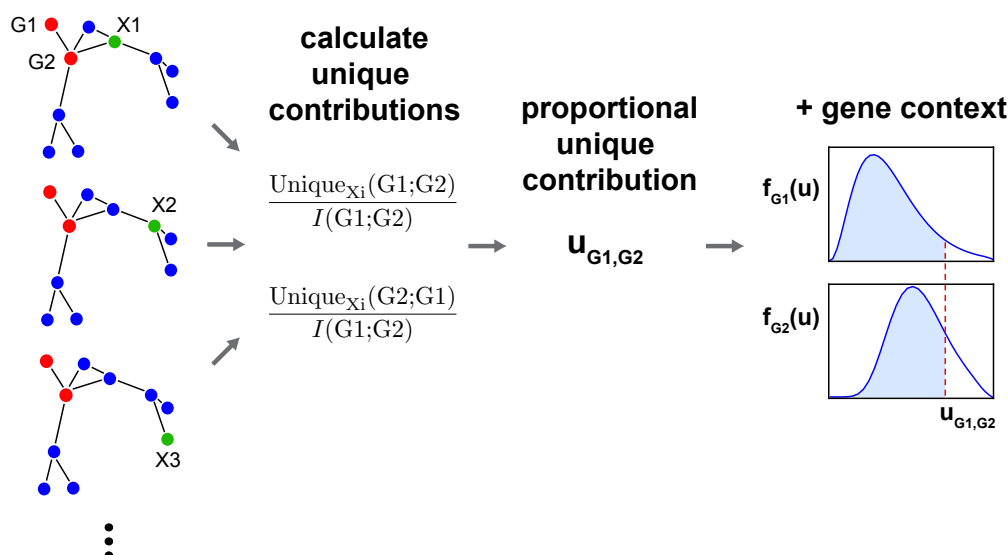 G1
X1
G2
X2
X3
calculate
unique
contributions
Unique_Xi(G1;G2)
I(G1;G2)
Unique_Xi(G2;G1)
I(G1;G2)
proportional
unique
contribution
u_G1,G2
+ gene context
f_G1(u)
f_G2(u)
u_G1,G2